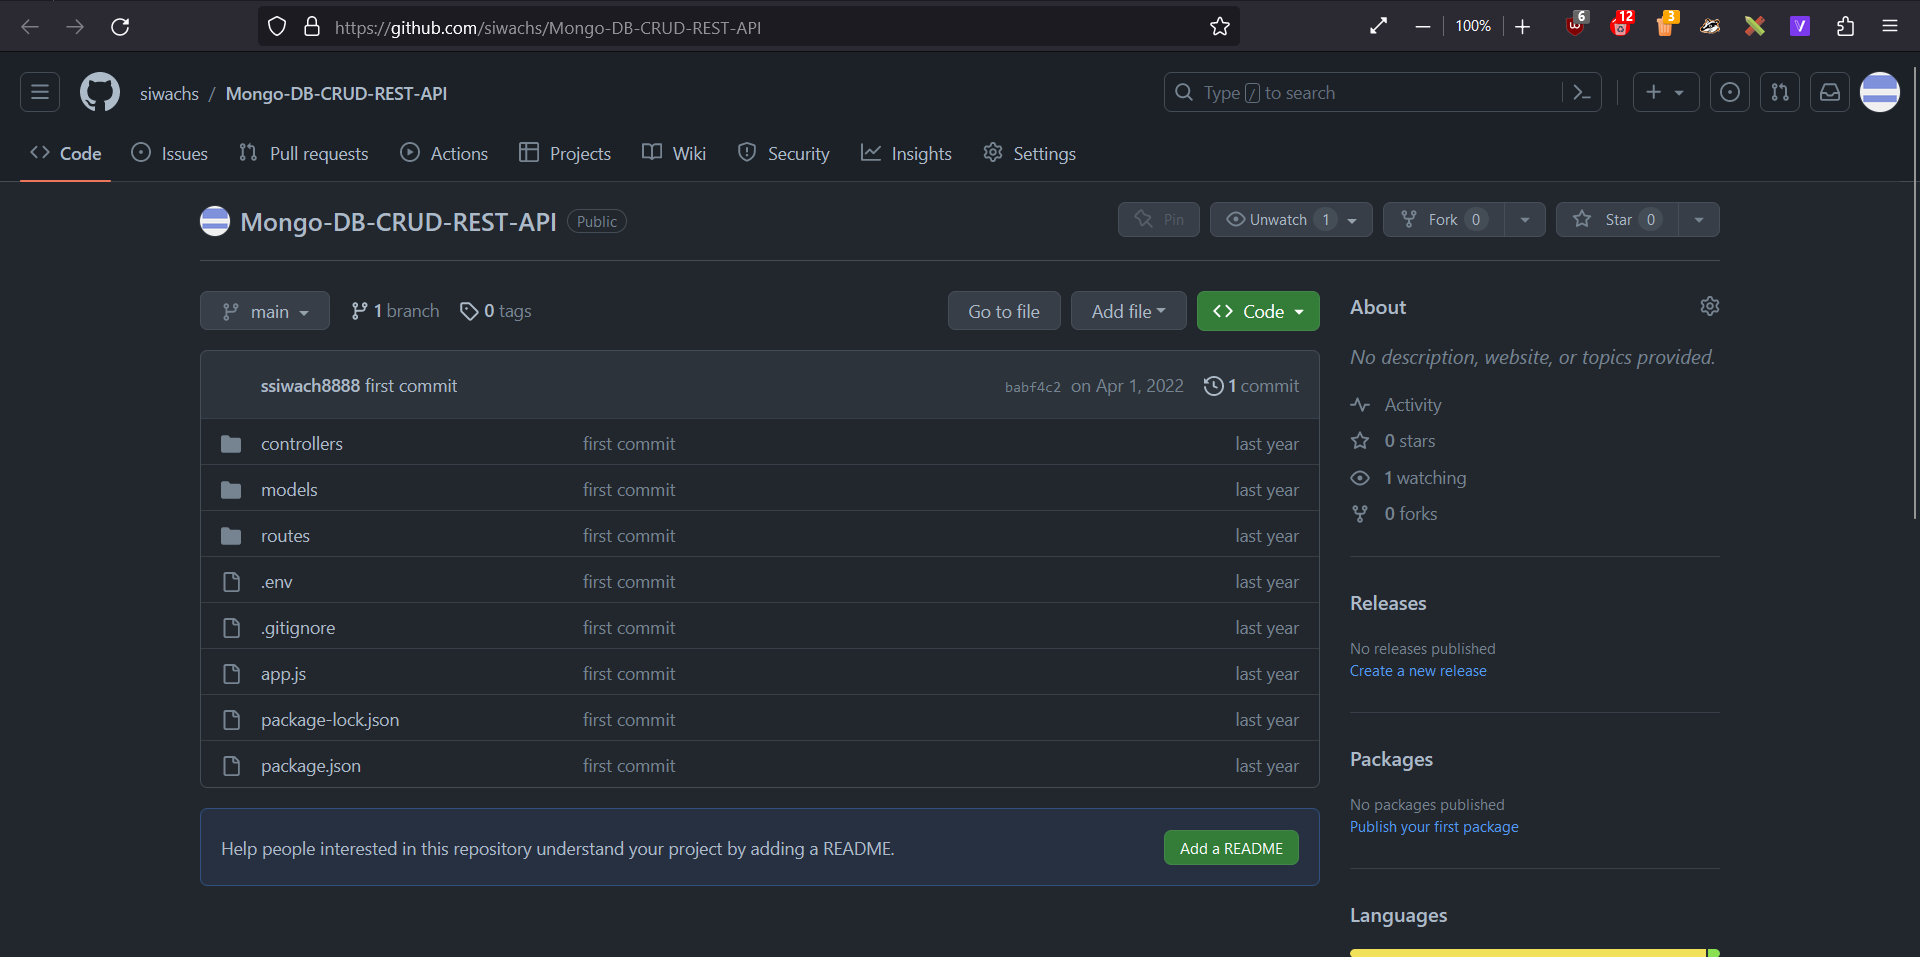 https://github.com/siwachs/Mongo-DB-CRUD-REST-API
100%
6
12
3
V
siwachs / Mongo-DB-CRUD-REST-API
Type / to search
Code
Issues
Pull requests
Actions
Projects
Wiki
Security
Insights
Settings
Mongo-DB-CRUD-REST-API
Public
Pin
Unwatch 1
Fork 0
Star 0
main
1 branch
0 tags
Go to file
Add file
Code
ssiwach8888 first commit
babf4c2 on Apr 1, 2022
1 commit
controllers first commit last year
models first commit last year
routes first commit last year
.env first commit last year
.gitignore first commit last year
app.js first commit last year
package-lock.json first commit last year
package.json first commit last year
Help people interested in this repository understand your project by adding a README.
Add a README
About
No description, website, or topics provided.
Activity
0 stars
1 watching
0 forks
Releases
No releases published
Create a new release
Packages
No packages published
Publish your first package
Languages